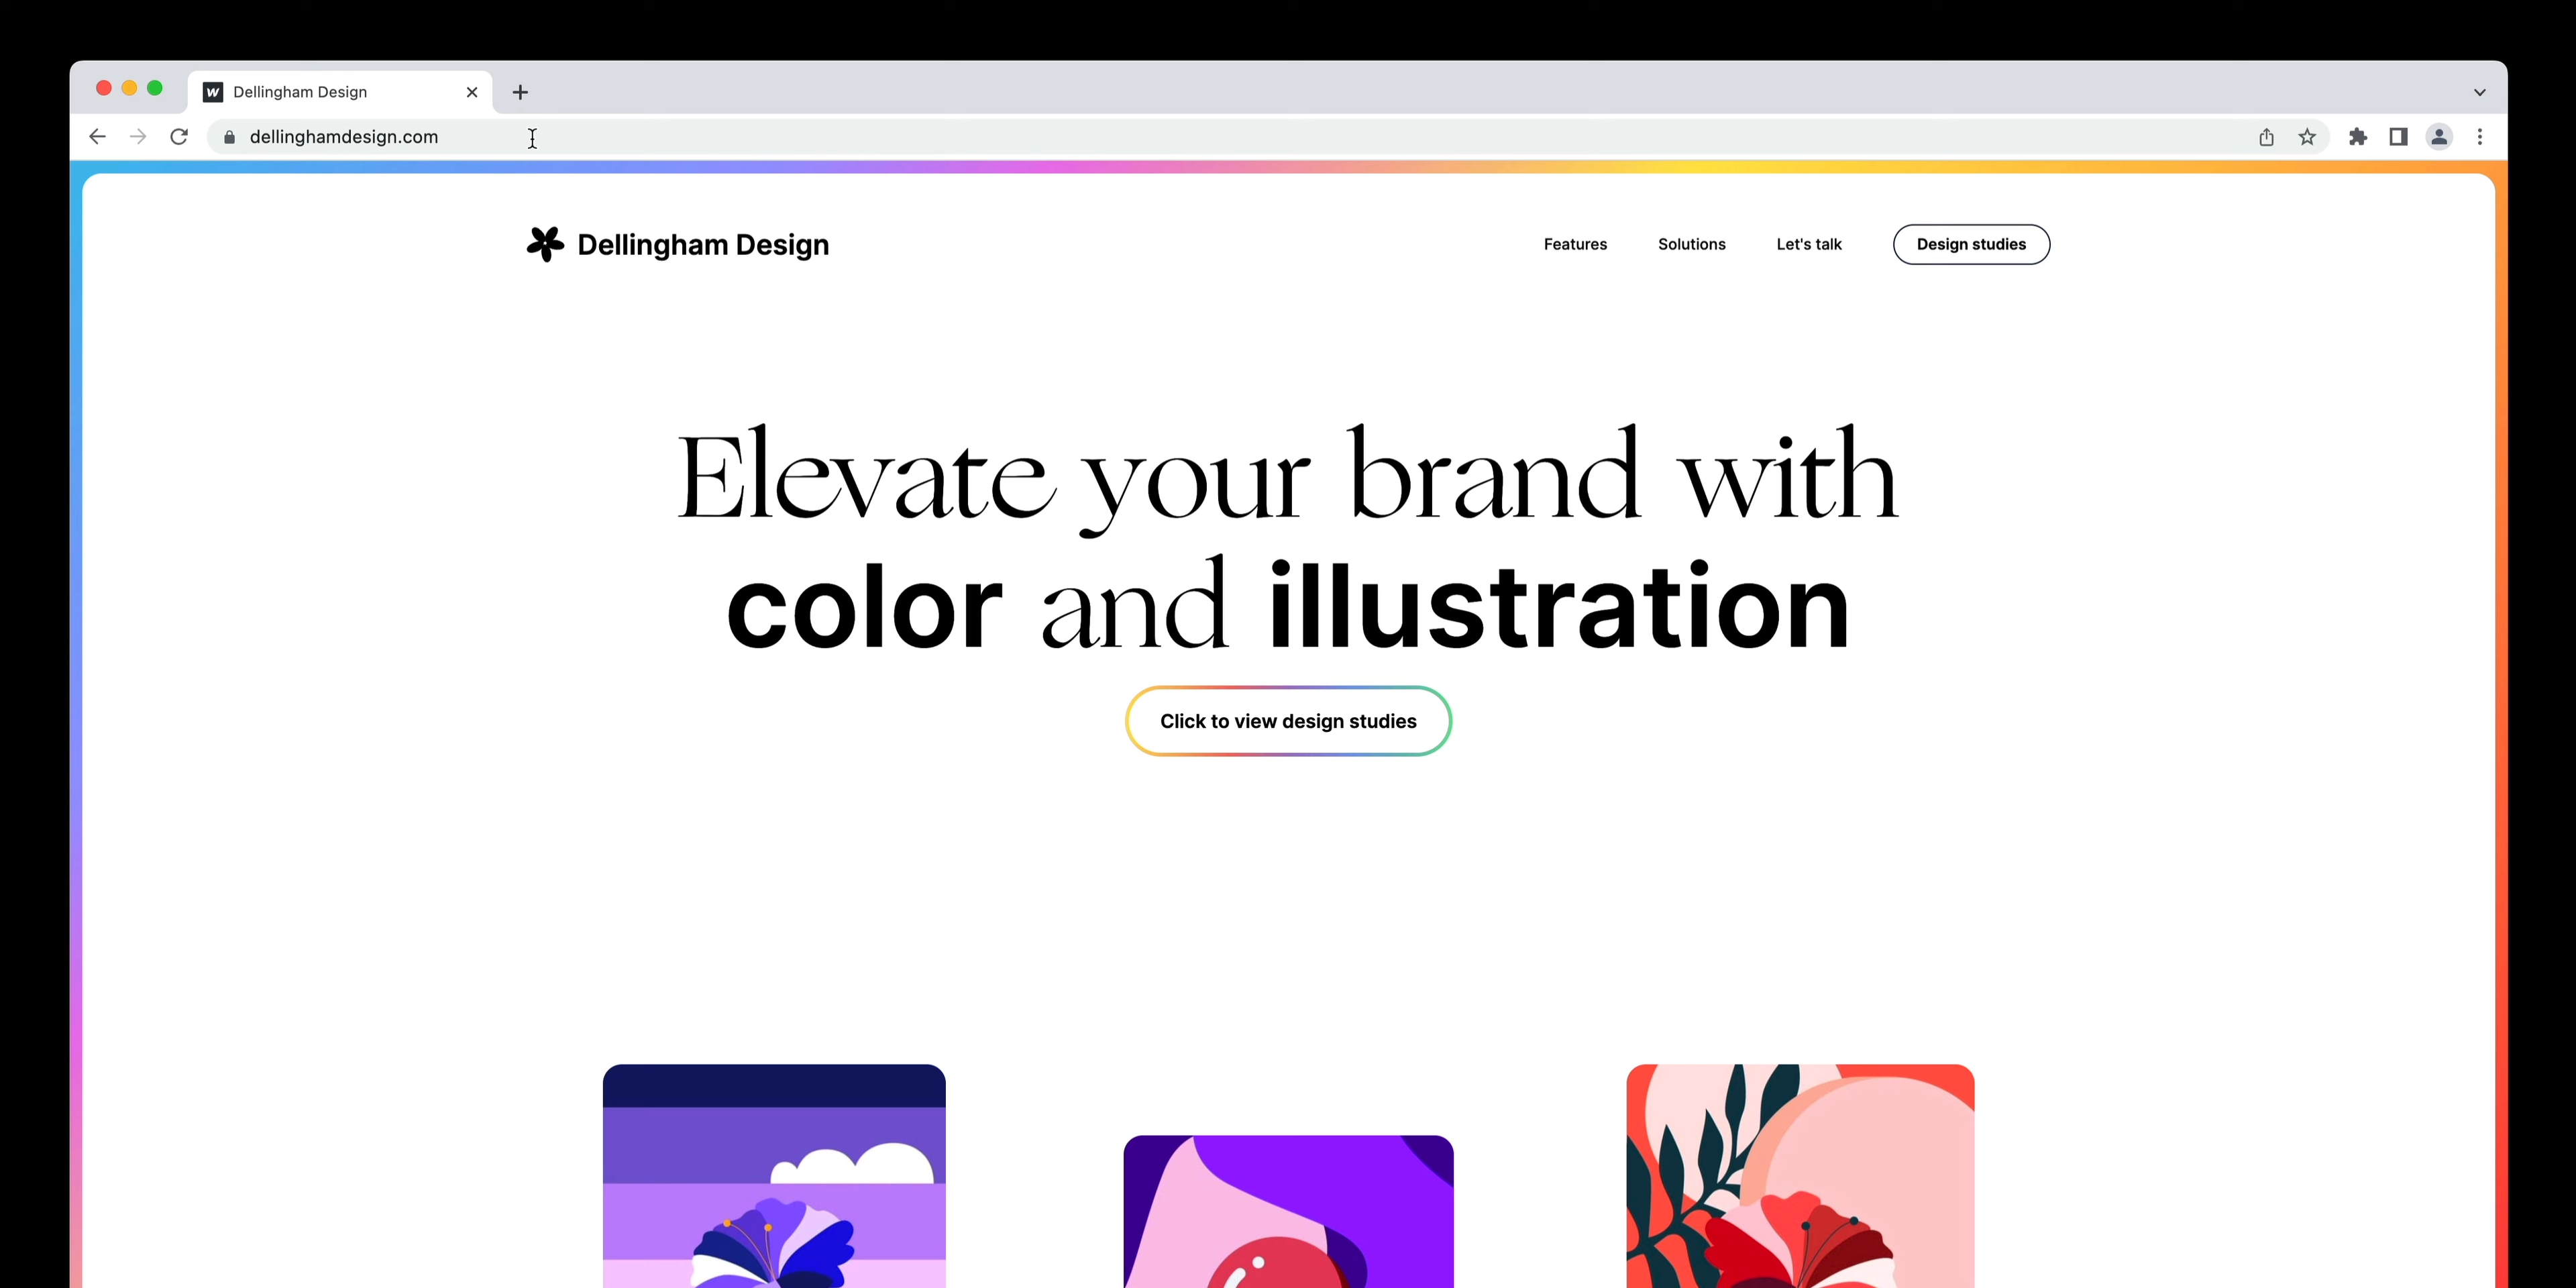 Dellingham Design
dellinghamdesign.com
Dellingham Design
Features
Solutions
Let's talk
Design studies
Elevate your brand with
color and illustration
Click to view design studies